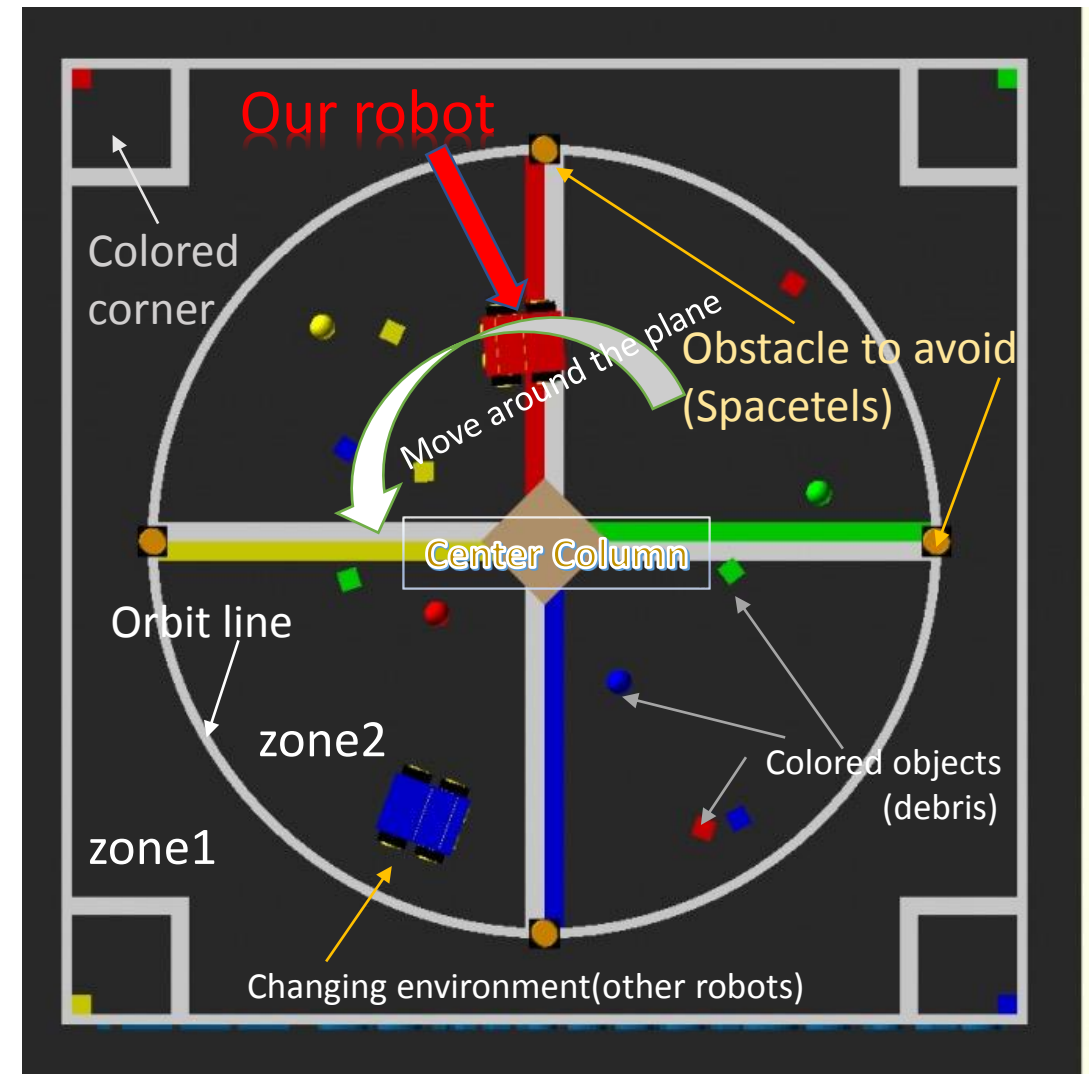 Our robot
Colored
corner
Move around the plane
Obstacle to avoid
(Spacetels)
Center Column
Orbit line
zone2
Colored objects
(debris)
zone1
Changing environment(other robots)